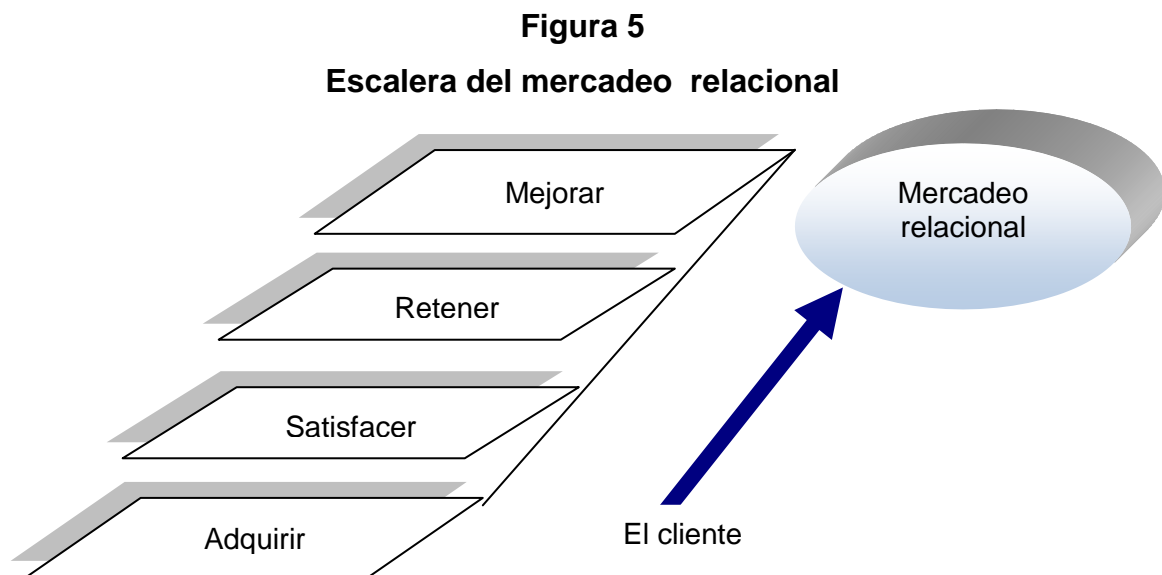 Figura 5
Escalera del mercadeo relacional
Mejorar
Mercadeo
relacional
Retener
Satisfacer
Adquirir
El cliente